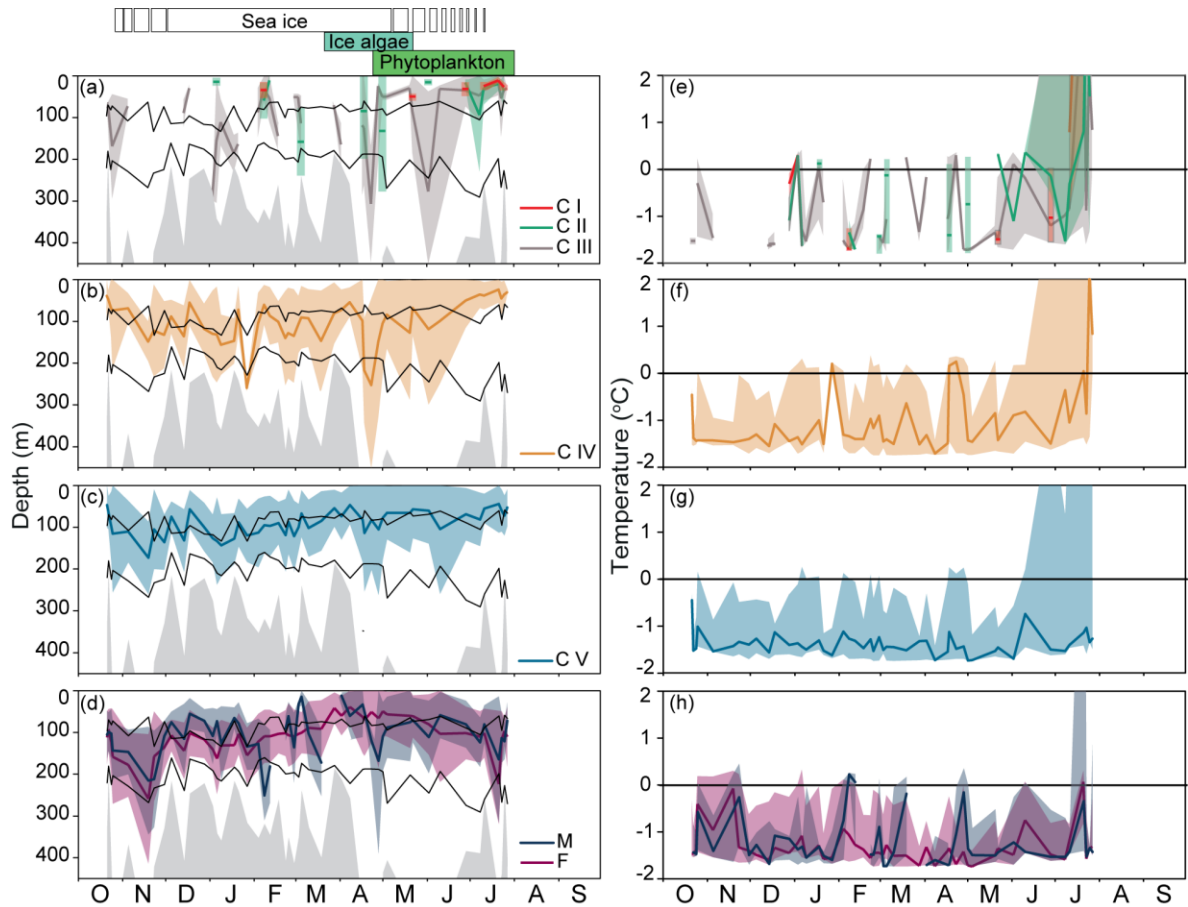 Sea ice
Ice algae
Phytoplankton
(a)
0
100
200
300
400
C I
C II
C III
(b)
0
100
200
300
400
C IV
(c)
0
100
200
300
400
C V
(d)
0
100
200
300
400
M
F
O N D J F M A M J J A S
Depth (m)
(e)
2
1
0
-1
-2
(f)
2
1
0
-1
-2
(g)
2
1
0
-1
-2
(h)
2
1
0
-1
-2
O N D J F M A M J J A S
Temperature (°C)